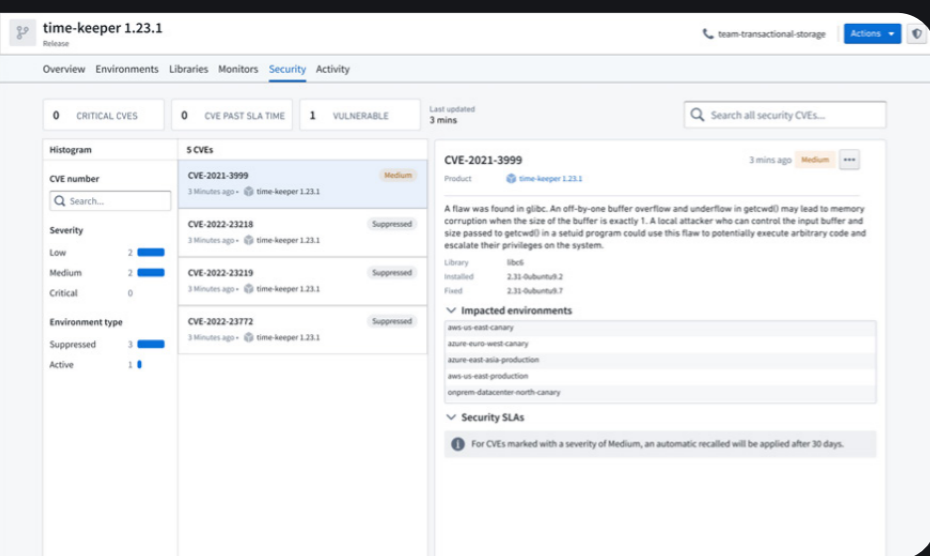 time-keeper 1.23.1
Release
team-transactional-storage
Actions
Overview Environments Libraries Monitors Security Activity
0 CRITICAL CVES
0 CVE PAST SLA TIME
1 VULNERABLE
Last updated
3 mins
Search all security CVEs...
Histogram
CVE number
Search...
Severity
Low 2
Medium 2
Critical 0
Environment type
Suppressed 3
Active 1
5 CVEs
CVE-2021-3999 Medium
3 Minutes ago • time-keeper 1.23.1
CVE-2022-23218 Suppressed
3 Minutes ago • time-keeper 1.23.1
CVE-2022-23219 Suppressed
3 Minutes ago • time-keeper 1.23.1
CVE-2022-23772 Suppressed
3 Minutes ago • time-keeper 1.23.1
CVE-2021-3999 3 mins ago Medium
Product time-keeper 1.23.1
A flaw was found in glibc. An off-by-one buffer overflow and underflow in getcwd() may lead to memory
corruption when the size of the buffer is exactly 1. A local attacker who can control the input buffer and
size passed to getcwd() in a setuid program could use this flaw to potentially execute arbitrary code and
escalate their privileges on the system.
Library libc6
Installed 2.31-0ubuntu9.2
Fixed 2.31-0ubuntu9.7
Impacted environments
aws-us-east-canary
azure-euro-west-canary
azure-east-asia-production
aws-us-east-production
onprem-datacenter-north-canary
Security SLAs
For CVEs marked with a severity of Medium, an automatic recalled will be applied after 30 days.